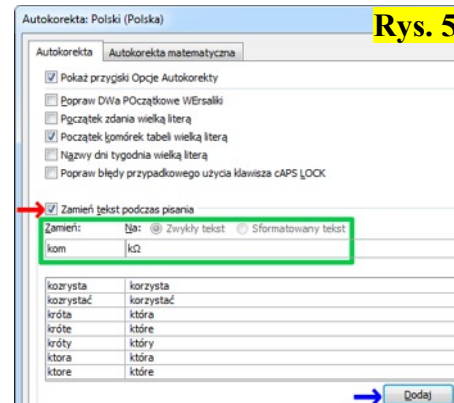 Autokorekta: Polski (Polska)
Rys. 5
Autokorekta Autokorekta matematyczna
Pokaż przyciski Opcje Autokorekty
Popraw DWa POczątkowe WErsaliki
Początek zdania wielką literą
Początek komórek tabeli wielką literą
Nazwy dni tygodnia wielką literą
Popraw błędy przypadkowego użycia klawisza cAPS LOCK
Zamień tekst podczas pisania
Zamień: Na: Zwykły tekst Sformatowany tekst
kom kΩ
kozrysta korzysta
kozrystać korzystać
króta która
króte które
króty który
ktora która
ktore które
Dodaj